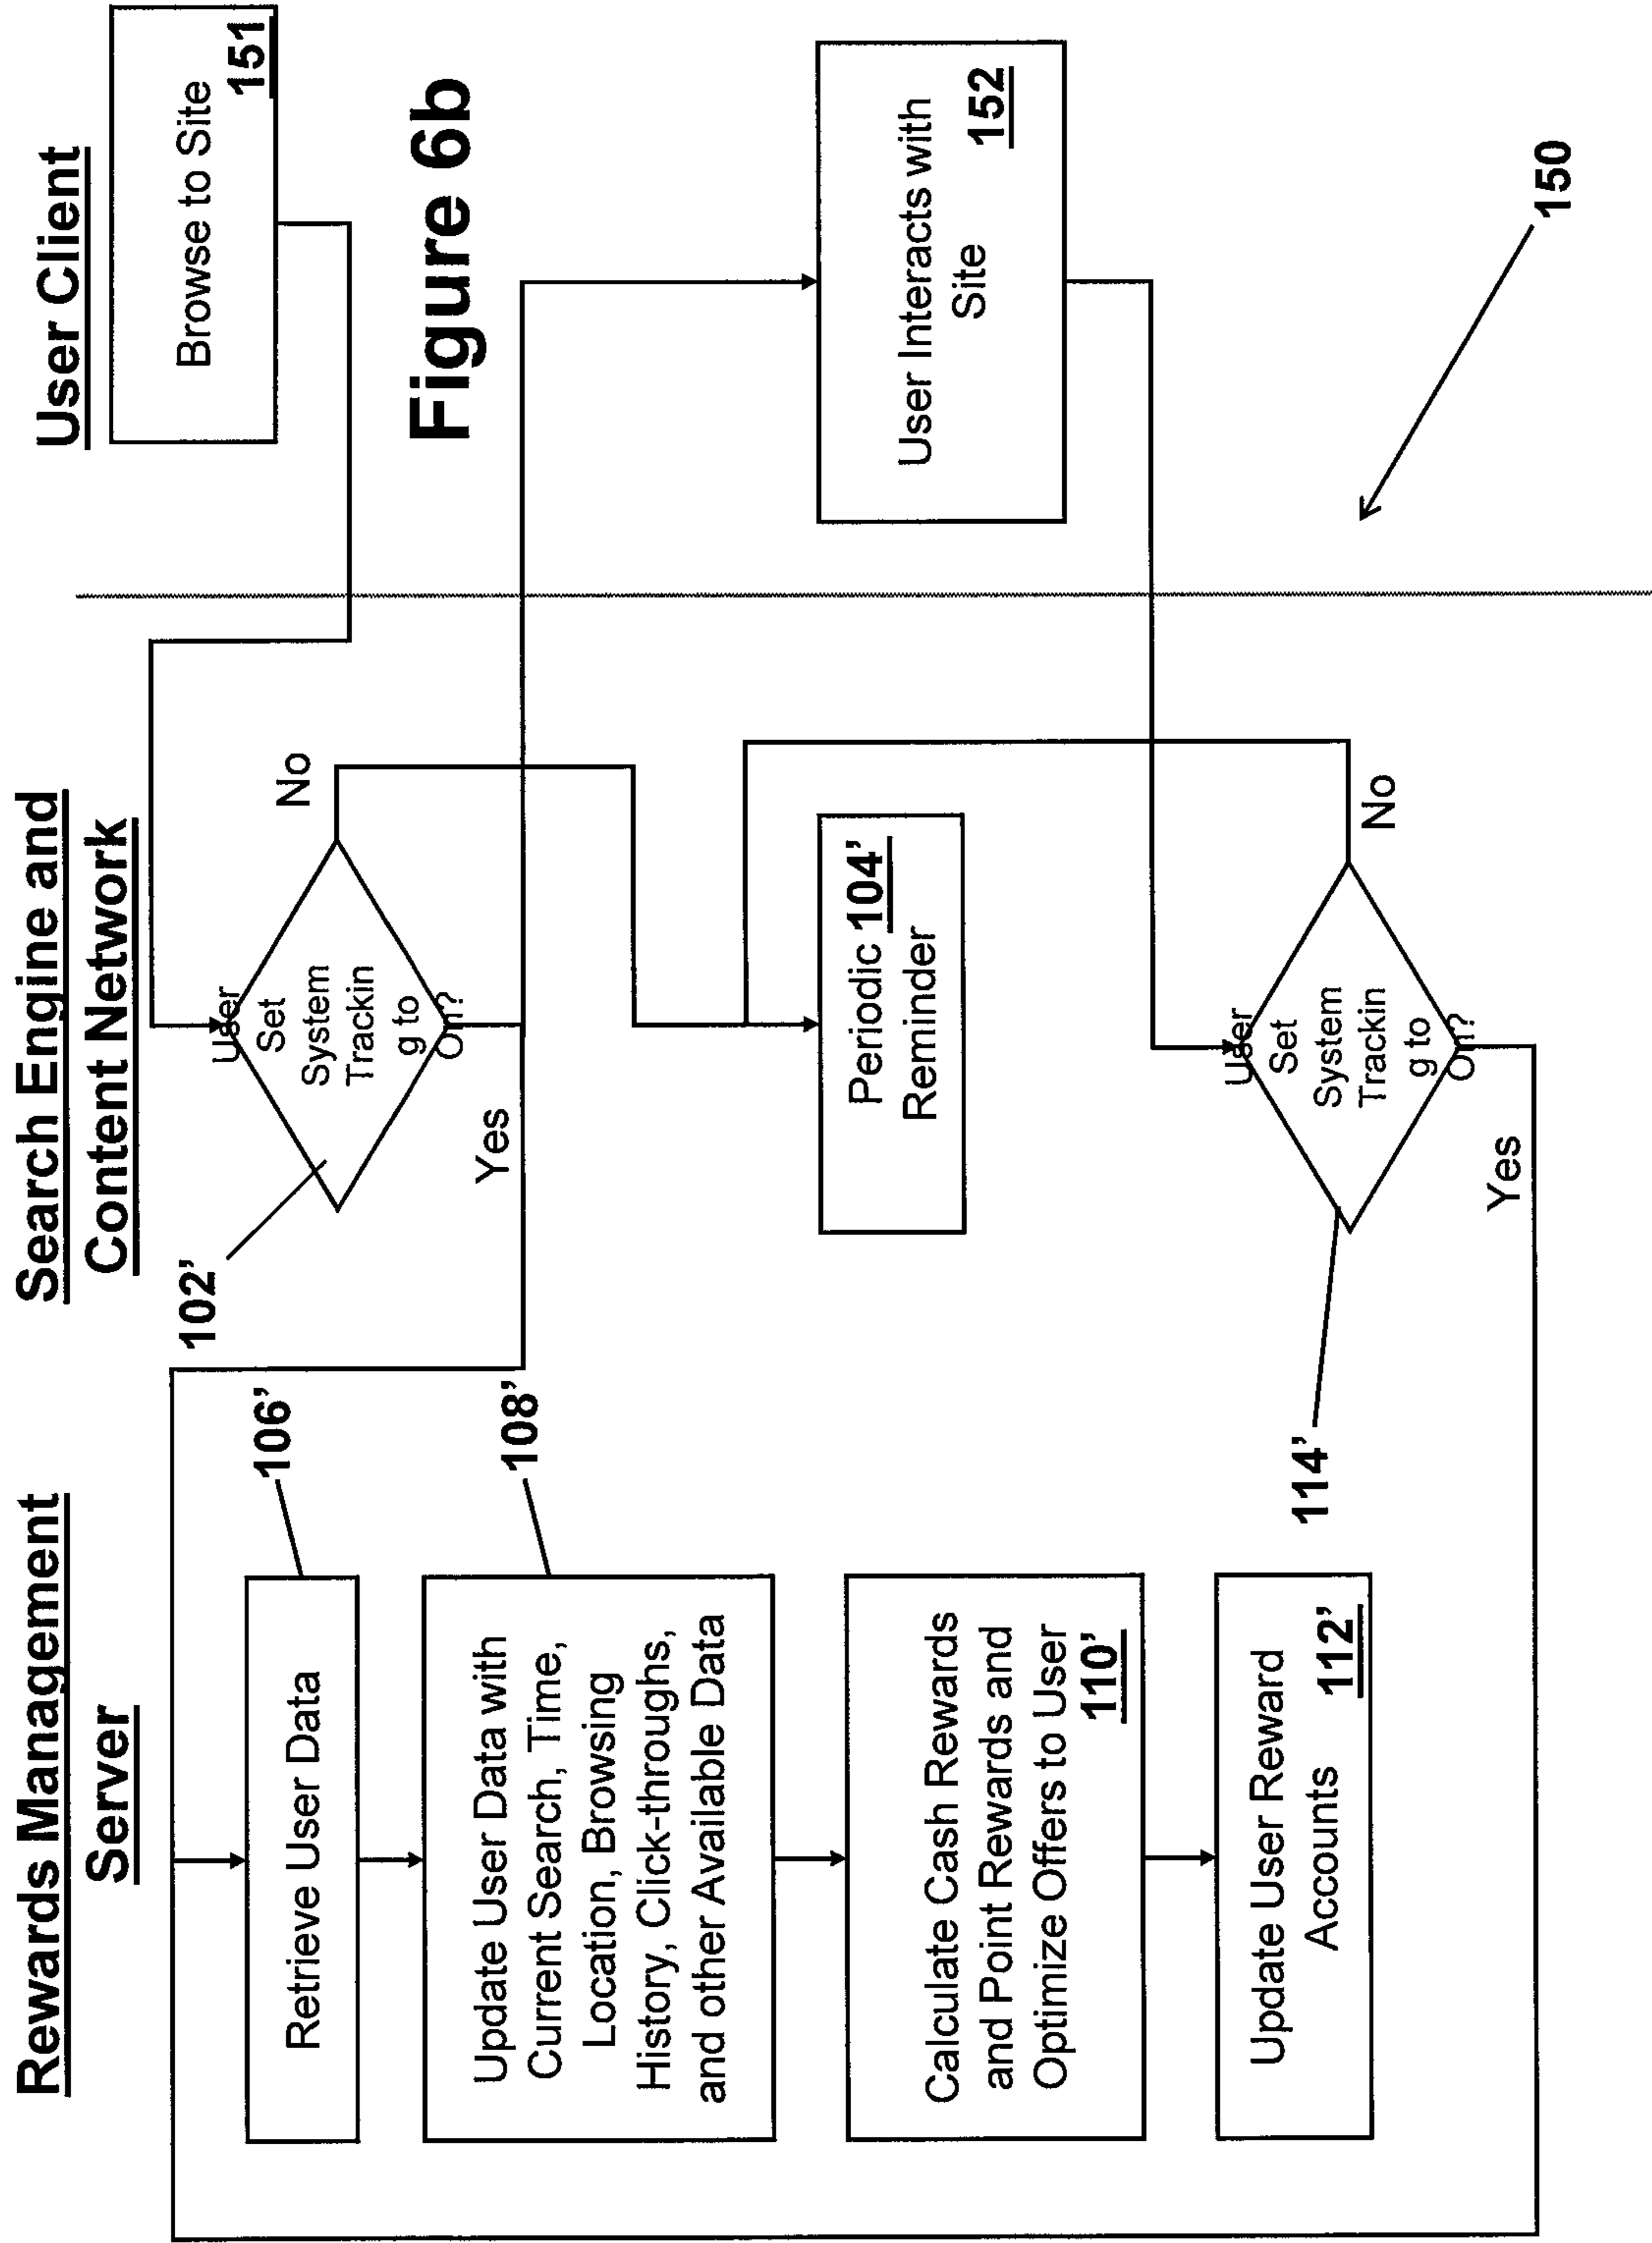 Rewards Management
Server
Search Engine and
Content Network
User Client
Browse to Site
151
Figure 6b
102'
User
Set
System
Trackin
g to
On?
No
Yes
106'
Retrieve User Data
108'
Update User Data with
Current Search, Time,
Location, Browsing
History, Click-throughs,
and other Available Data
Calculate Cash Rewards
and Point Rewards and
Optimize Offers to User
110'
Update User Reward
Accounts 112'
Periodic 104'
Reminder
User Interacts with
Site 152
114'
User
Set
System
Trackin
g to
On?
No
Yes
150